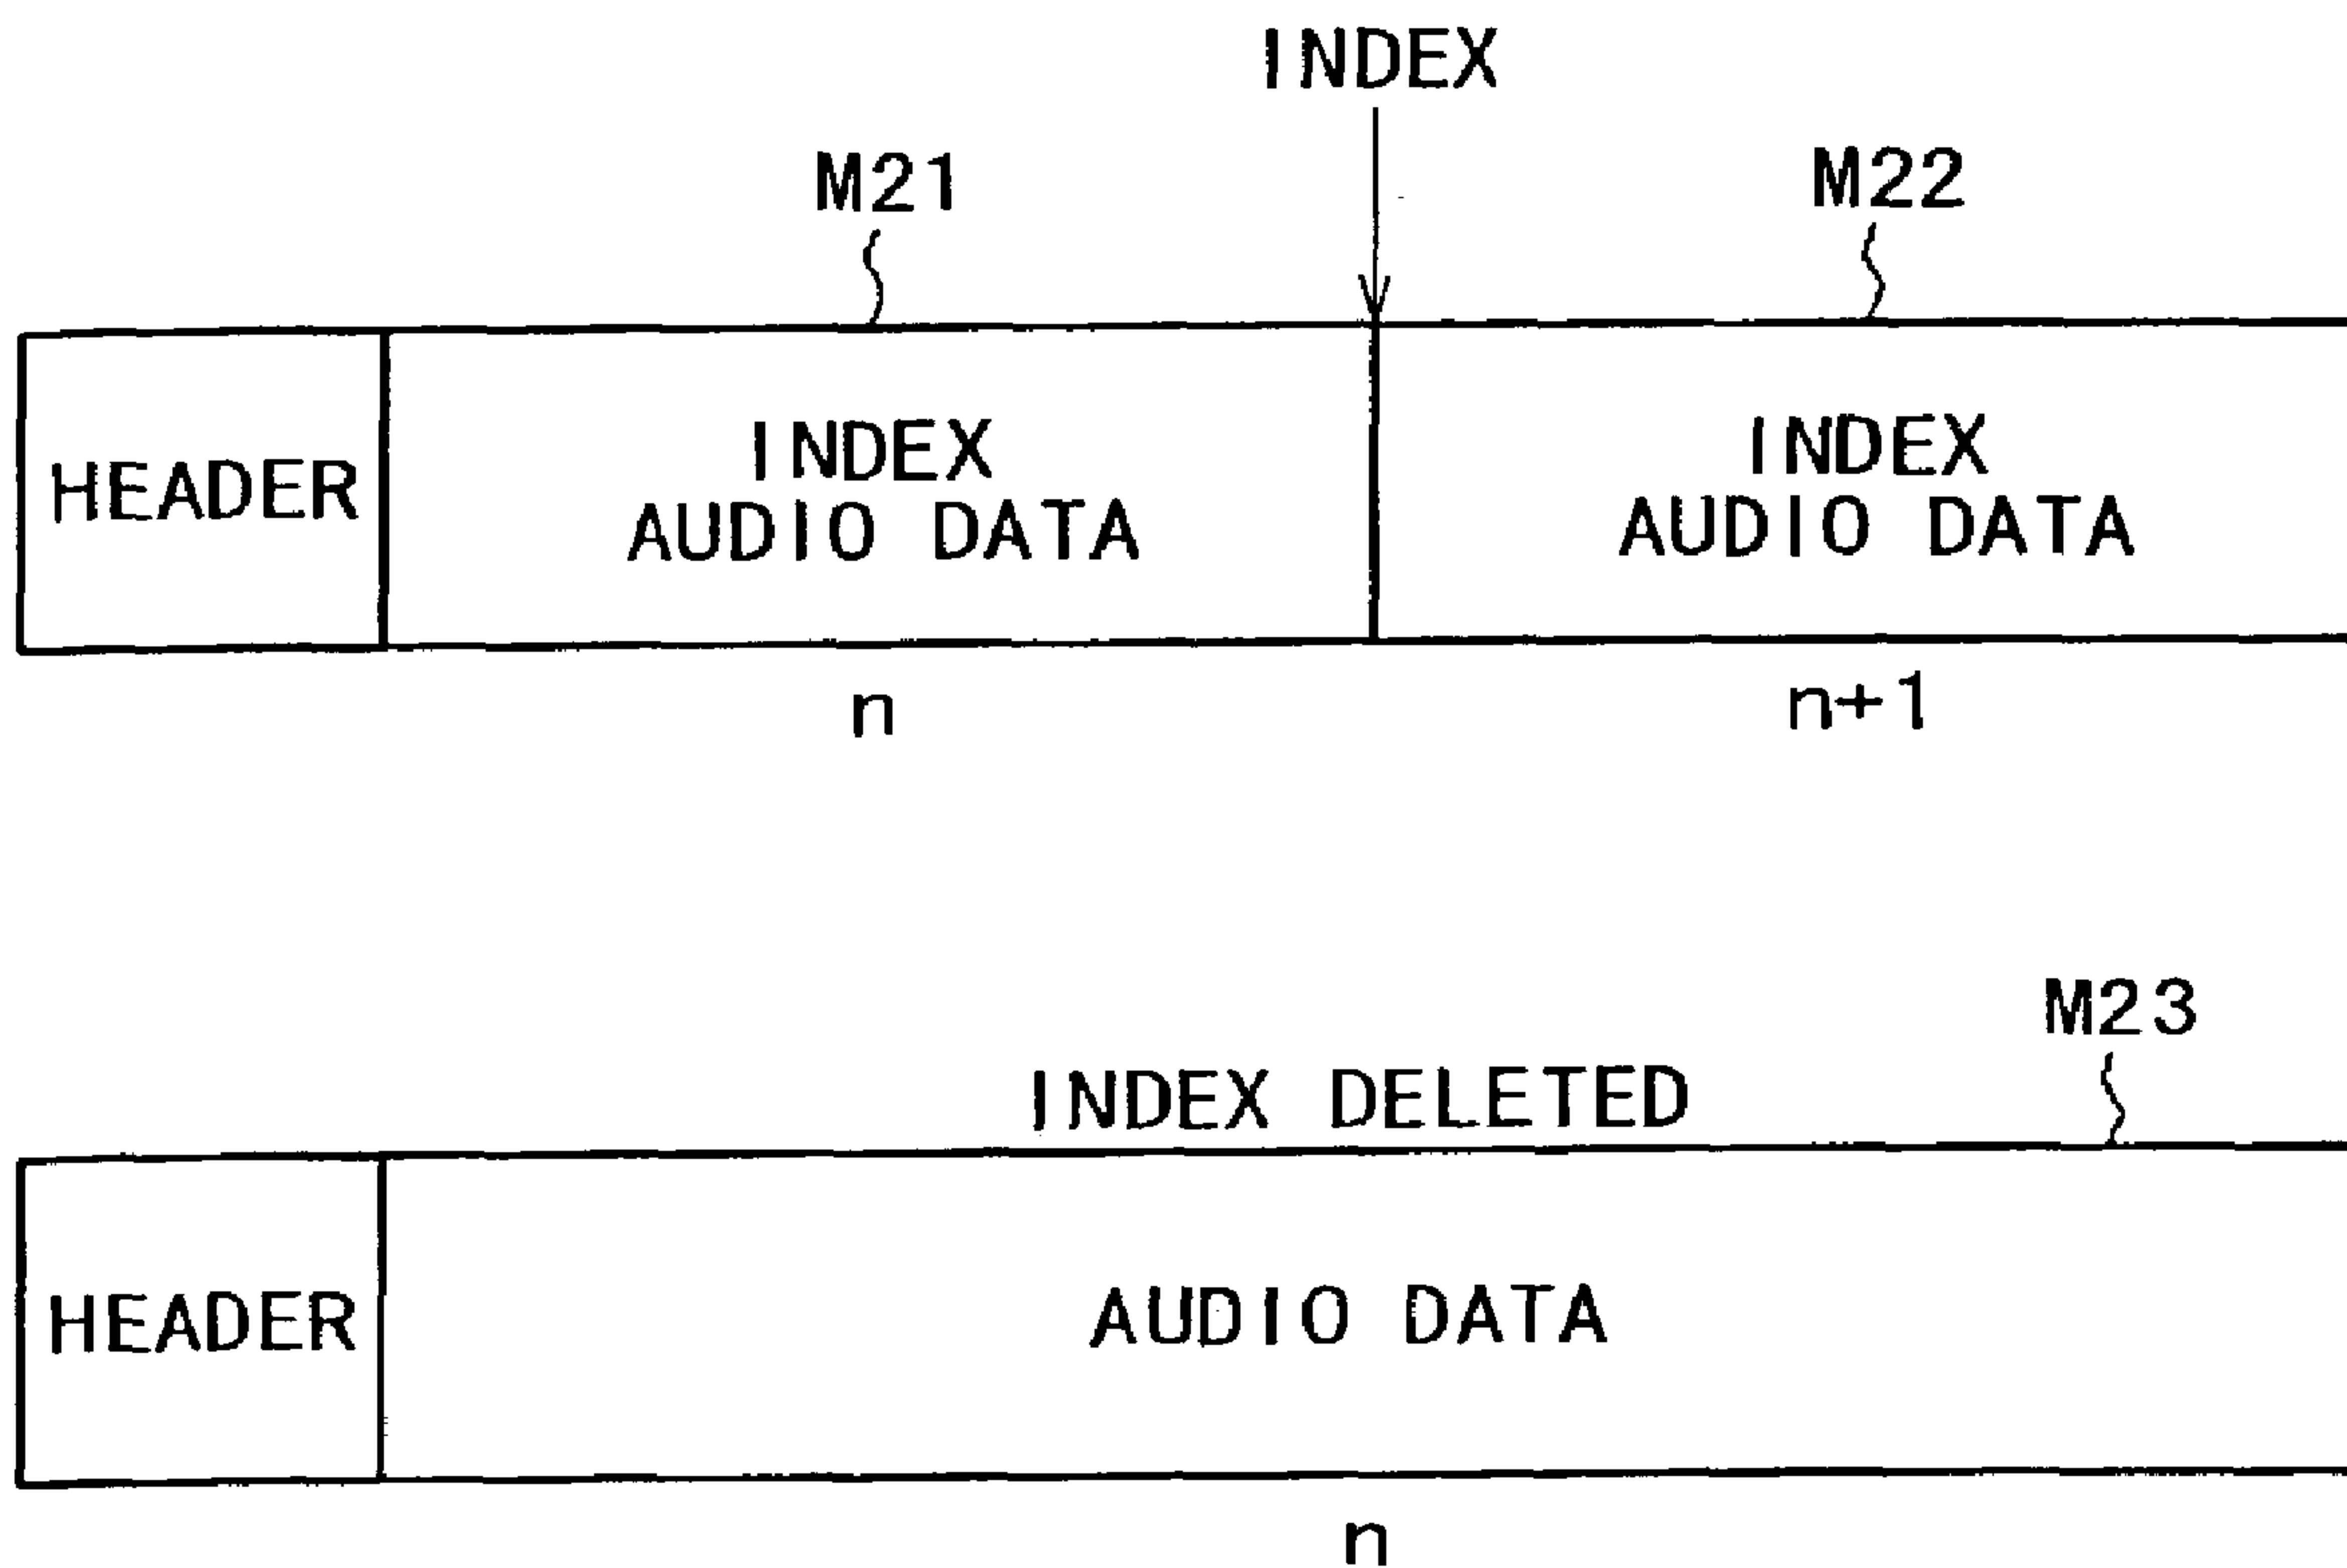 INDEX
M21
M22
HEADER
INDEX
AUDIO DATA
INDEX
AUDIO DATA
n
n+1
M23
INDEX DELETED
HEADER
AUDIO DATA
n